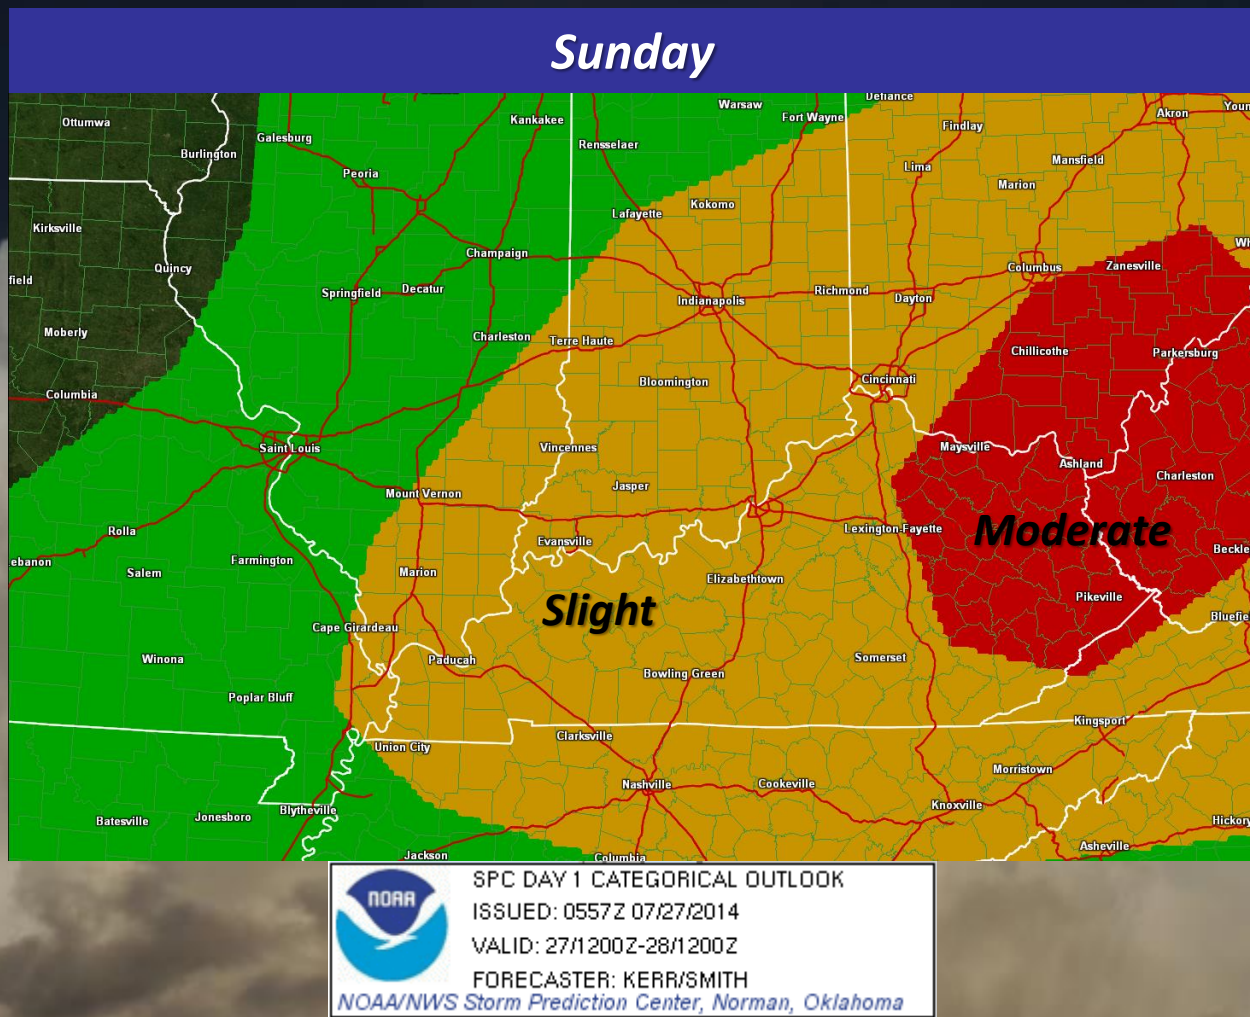 Sunday
Defiance
Warsaw
Akron
Kankakee
Fort Wayne
Ottumwa
Findlay
Galesburg
Rensselaer
Burlington
Mansfield
Lima
Peoria
Marion
Kokomo
Lafayette
Kirksville
Champaign
Quincy
Columbus
Zanesville
field
Decatur
Richmond
Springfield
Dayton
Indianapolis
Moberly
Charleston
Terre Haute
Chillicothe
Parkersburg
Cincinnati
Bloomington
Columbia
Saint Louis
Vincennes
Maysville
Ashland
Charleston
Jasper
Mount Vernon
Rolla
Lexington-Fayette
Moderate
Evansville
Beckle
ebanon
Farmington
Salem
Marion
Elizabethtown
Pikeville
Slight
Bluefie
Cape Girardeau
Winona
Paducah
Somerset
Bowling Green
Poplar Bluff
Kingsport
Clarksville
Union City
Morristown
Nashville
Cookeville
Knoxville
Blytheville
Jonesboro
Batesville
Hickory
Asheville
Jackson
Columbia
NOAA
SPC DAY 1 CATEGORICAL OUTLOOK
ISSUED: 0557Z 07/27/2014
VALID: 27/1200Z-28/1200Z
FORECASTER: KERR/SMITH
NOAA/NWS Storm Prediction Center, Norman, Oklahoma